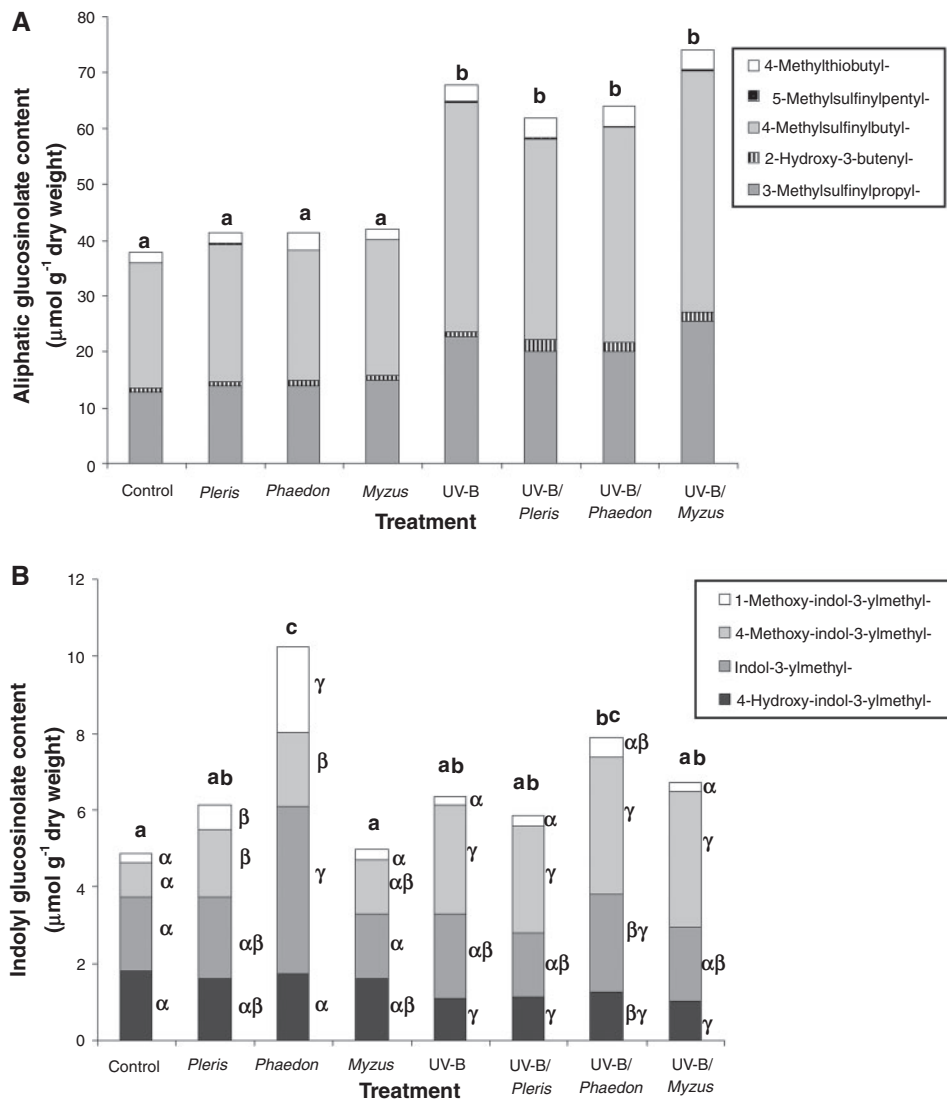 A
Aliphatic glucosinolate content
(μmol g⁻¹ dry weight)
80
70
60
50
40
30
20
10
0
a
a
a
a
b
b
b
b
4-Methylthiobutyl-
5-Methylsulfinylpentyl-
4-Methylsulfinylbutyl-
2-Hydroxy-3-butenyl-
3-Methylsulfinylpropyl-
Control
Pleris
Phaedon
Myzus
UV-B
UV-B/
Pleris
UV-B/
Phaedon
UV-B/
Myzus
Treatment
B
Indolyl glucosinolate content
(μmol g⁻¹ dry weight)
12
10
8
6
4
2
0
a
α
α
α
α
ab
β
β
αβ
αβ
c
γ
β
γ
α
a
α
αβ
α
αβ
ab
α
γ
αβ
γ
ab
α
γ
αβ
γ
bc
αβ
γ
βγ
βγ
ab
α
γ
αβ
γ
1-Methoxy-indol-3-ylmethyl-
4-Methoxy-indol-3-ylmethyl-
Indol-3-ylmethyl-
4-Hydroxy-indol-3-ylmethyl-
Control
Pleris
Phaedon
Myzus
UV-B
UV-B/
Pleris
UV-B/
Phaedon
UV-B/
Myzus
Treatment